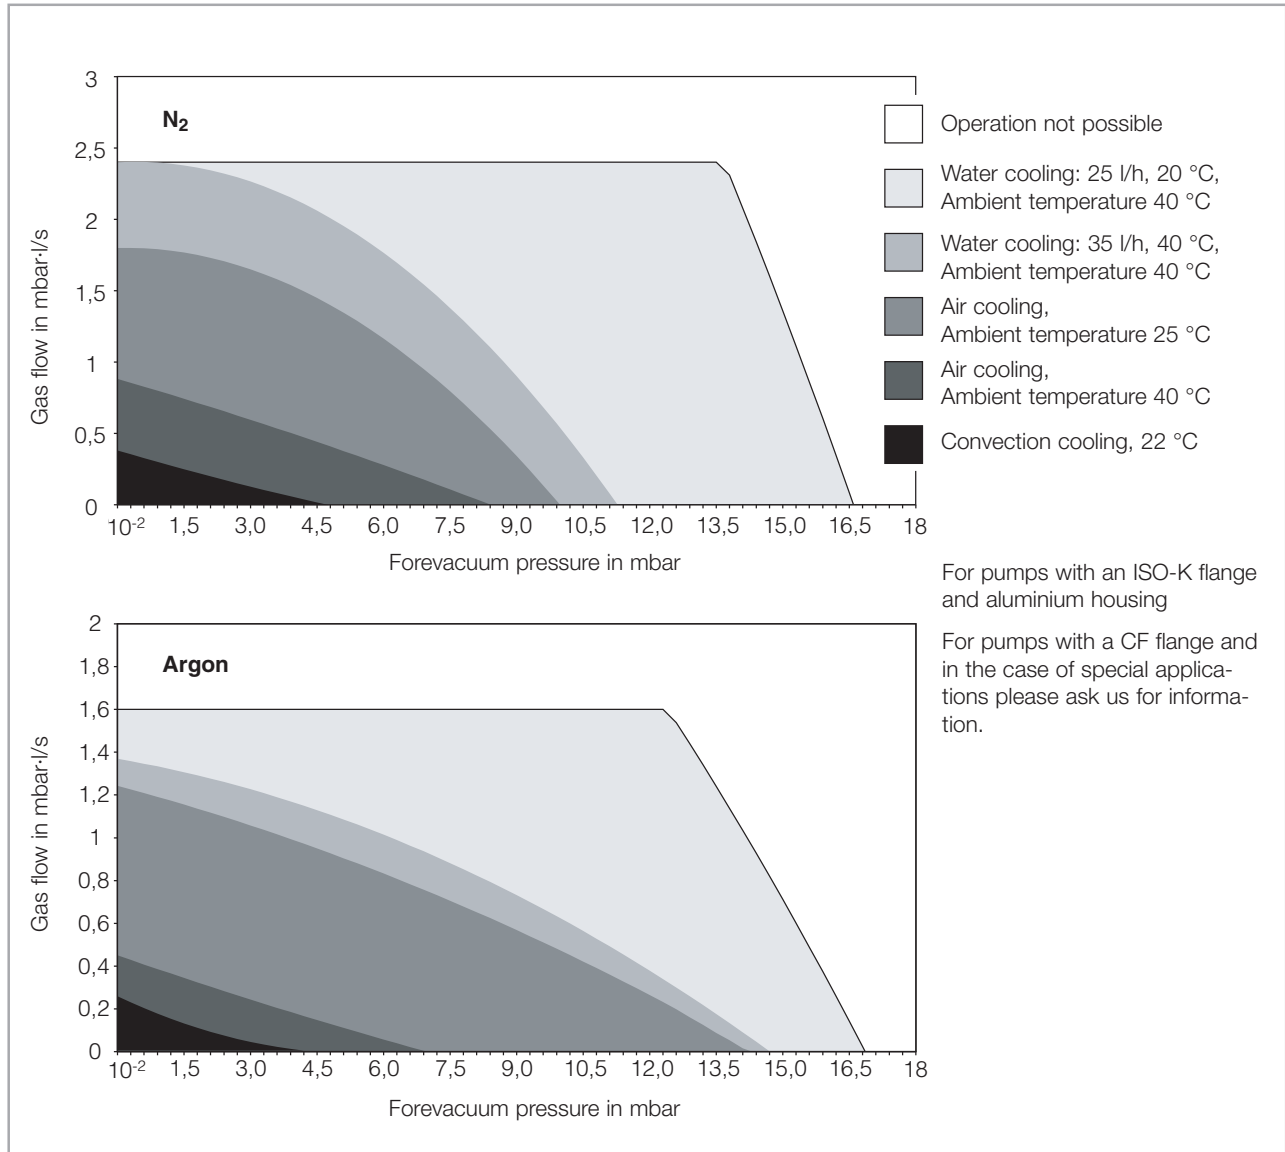 3
2,5
2
1,5
1
0,5
0
Gas flow in mbar·l/s
N2
10-2 1,5 3,0 4,5 6,0 7,5 9,0 10,5 12,0 13,5 15,0 16,5 18
Forevacuum pressure in mbar
Operation not possible
Water cooling: 25 l/h, 20 °C,
Ambient temperature 40 °C
Water cooling: 35 l/h, 40 °C,
Ambient temperature 40 °C
Air cooling,
Ambient temperature 25 °C
Air cooling,
Ambient temperature 40 °C
Convection cooling, 22 °C
For pumps with an ISO-K flange
and aluminium housing
For pumps with a CF flange and
in the case of special applica-
tions please ask us for informa-
tion.
2
1,8
1,6
1,4
1,2
1
0,8
0,6
0,4
0,2
0
Gas flow in mbar·l/s
Argon
10-2 1,5 3,0 4,5 6,0 7,5 9,0 10,5 12,0 13,5 15,0 16,5 18
Forevacuum pressure in mbar